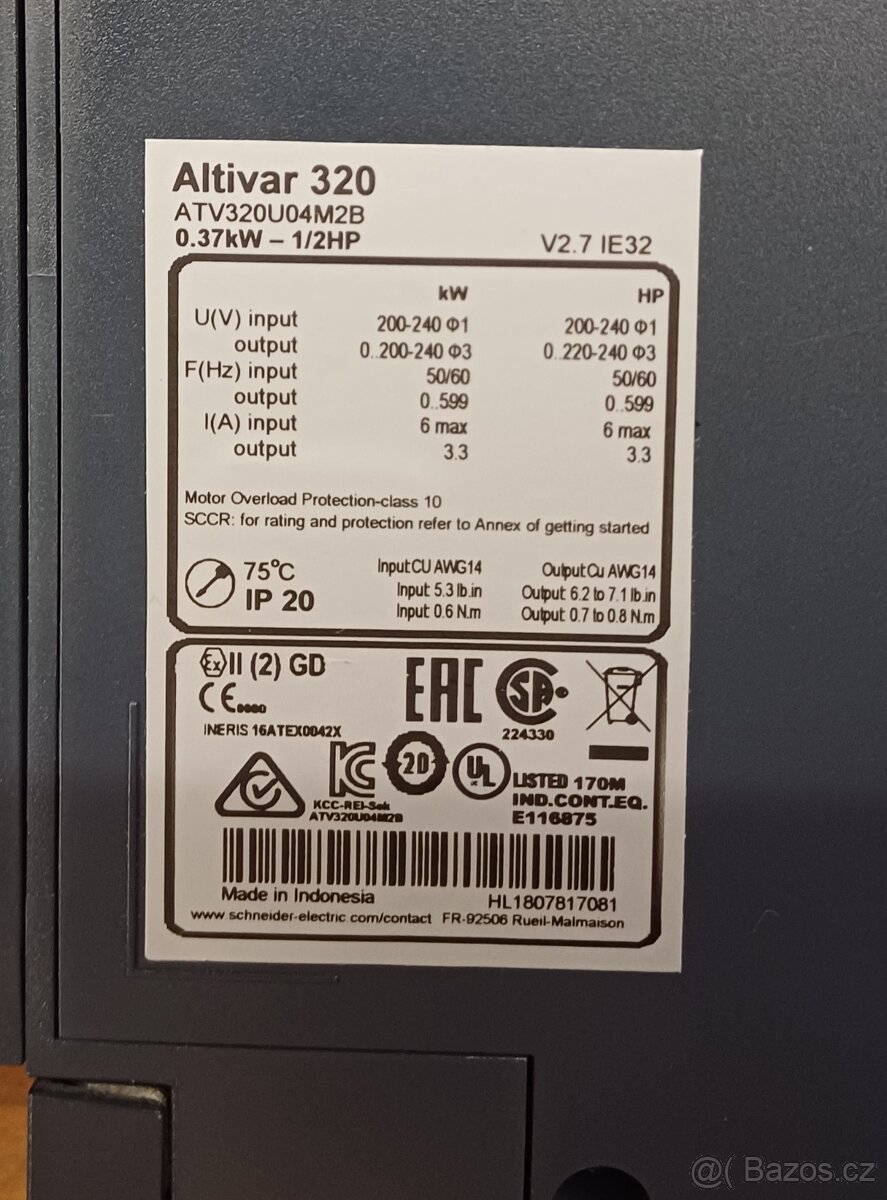 Altivar 320
ATV320U04M2B
0.37kW – 1/2HP V2.7 IE32
kW HP
U(V) input 200-240 Φ1 200-240 Φ1
output 0..200-240 Φ3 0..220-240 Φ3
F(Hz) input 50/60 50/60
output 0..599 0..599
I(A) input 6 max 6 max
output 3.3 3.3
Motor Overload Protection-class 10
SCCR: for rating and protection refer to Annex of getting started
75°C Input:CU AWG14 Output:Cu AWG14
IP 20 Input: 5.3 lb.in Output: 6.2 to 7.1 lb.in
Input: 0.6 N.m Output: 0.7 to 0.8 N.m
Ex II (2) GD
CE EAC SA
INERIS 16ATEX0042X 224330
KC 20 UL LISTED 170M
KCC-REI-Sek IND.CONT.EQ.
ATV320U04M2B E116875
Made in Indonesia HL1807817081
www.schneider-electric.com/contact FR-92506 Rueil-Malmaison
@( Bazos.cz